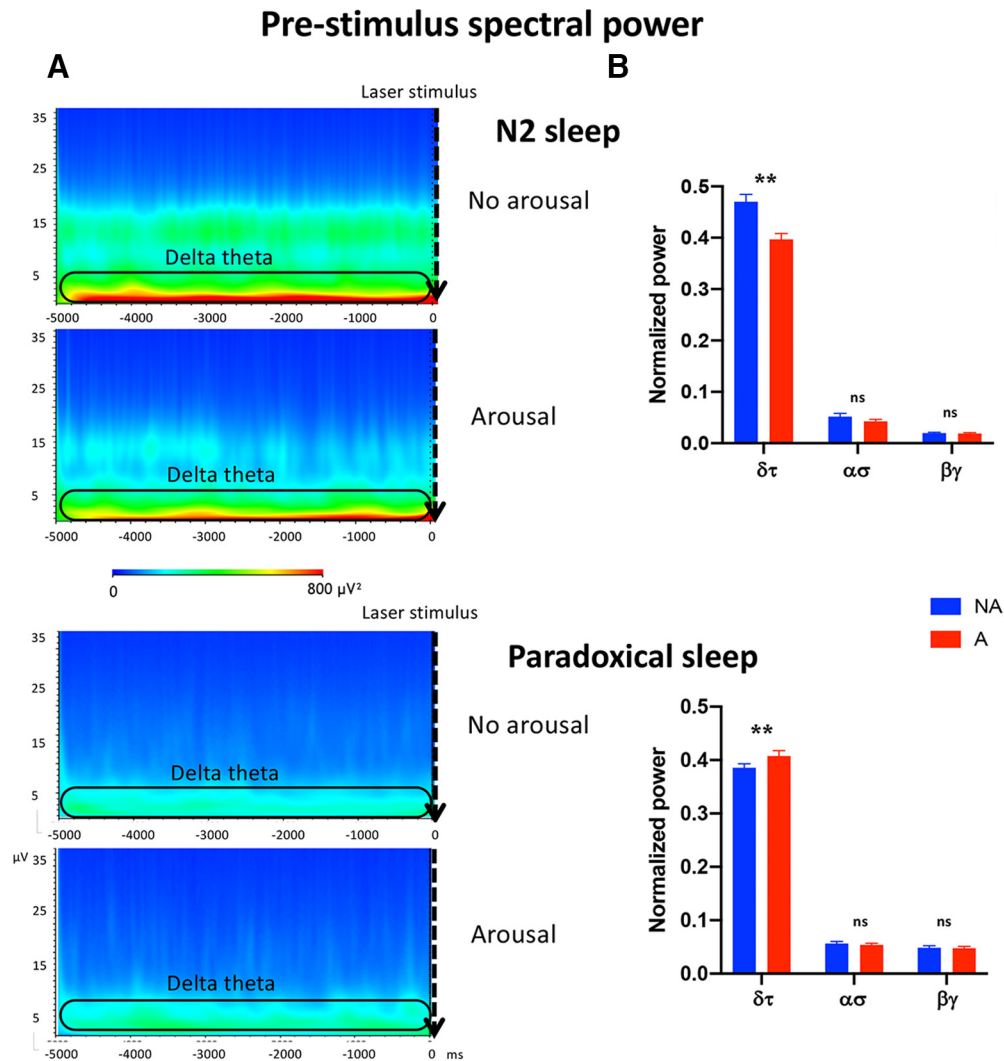 Pre-stimulus spectral power
A
B
Laser stimulus
N2 sleep
35
25
15
5
No arousal
Delta theta
-5000 -4000 -3000 -2000 -1000 0
35
25
15
5
Arousal
Delta theta
-5000 -4000 -3000 -2000 -1000 0
0 800 µV²
Normalized power
0.5
0.4
0.3
0.2
0.1
0.0
** ns ns
δτ ασ βγ
NA
A
Laser stimulus
Paradoxical sleep
35
25
15
5
No arousal
Delta theta
-5000 -4000 -3000 -2000 -1000 0
µV
35
25
15
5
Arousal
Delta theta
-5000 -4000 -3000 -2000 -1000 0 ms
Normalized power
0.5
0.4
0.3
0.2
0.1
0.0
** ns ns
δτ ασ βγ